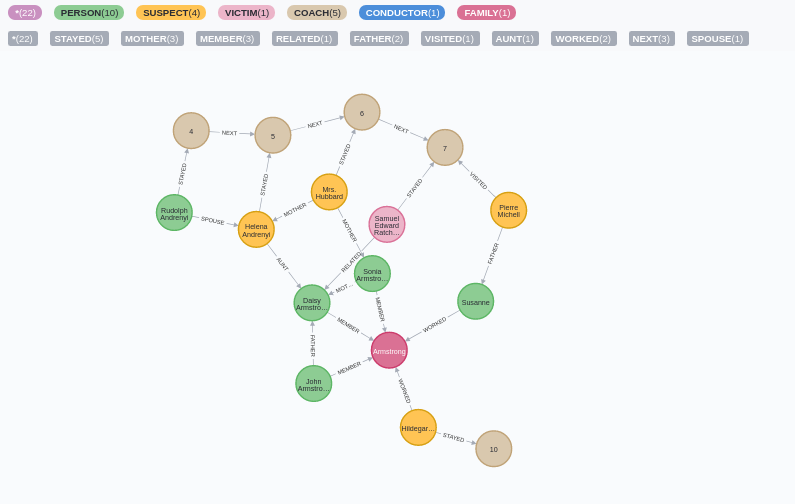 *(22) PERSON(10) SUSPECT(4) VICTIM(1) COACH(5) CONDUCTOR(1) FAMILY(1)
*(22) STAYED(5) MOTHER(3) MEMBER(3) RELATED(1) FATHER(2) VISITED(1) AUNT(1) WORKED(2) NEXT(3) SPOUSE(1)
6
NEXT
NEXT
4
NEXT
5
7
STAYED
STAYED
STAYED
STAYED
VISITED
Mrs.
Hubbard
Rudolph
Andrenyi
SPOUSE
MOTHER
Samuel
Edward
Ratch...
Pierre
Michell
Helena
Andrenyi
MOTHER
AUNT
RELATED
FATHER
Sonia
Armstro...
MOT...
Daisy
Armstro...
MEMBER
Susanne
MEMBER
WORKED
FATHER
Armstrong
MEMBER
John
Armstro...
WORKED
Hildegar...
STAYED
10